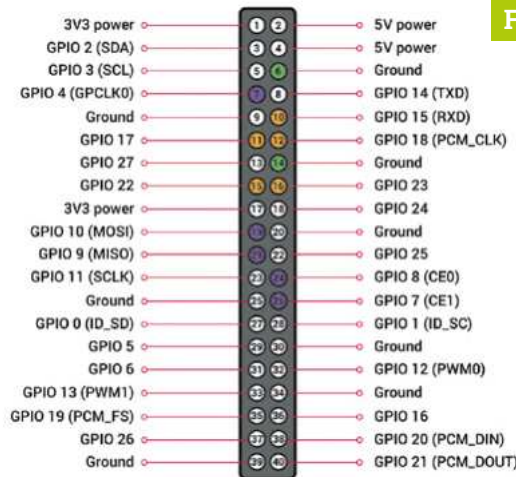 3V3 power 1 2 5V power
GPIO 2 (SDA) 3 4 5V power
GPIO 3 (SCL) 5 6 Ground
GPIO 4 (GPCLK0) 7 8 GPIO 14 (TXD)
Ground 9 10 GPIO 15 (RXD)
GPIO 17 11 12 GPIO 18 (PCM_CLK)
GPIO 27 13 14 Ground
GPIO 22 15 16 GPIO 23
3V3 power 17 18 GPIO 24
GPIO 10 (MOSI) 19 20 Ground
GPIO 9 (MISO) 21 22 GPIO 25
GPIO 11 (SCLK) 23 24 GPIO 8 (CE0)
Ground 25 26 GPIO 7 (CE1)
GPIO 0 (ID_SD) 27 28 GPIO 1 (ID_SC)
GPIO 5 29 30 Ground
GPIO 6 31 32 GPIO 12 (PWM0)
GPIO 13 (PWM1) 33 34 Ground
GPIO 19 (PCM_FS) 35 36 GPIO 16
GPIO 26 37 38 GPIO 20 (PCM_DIN)
Ground 39 40 GPIO 21 (PCM_DOUT)